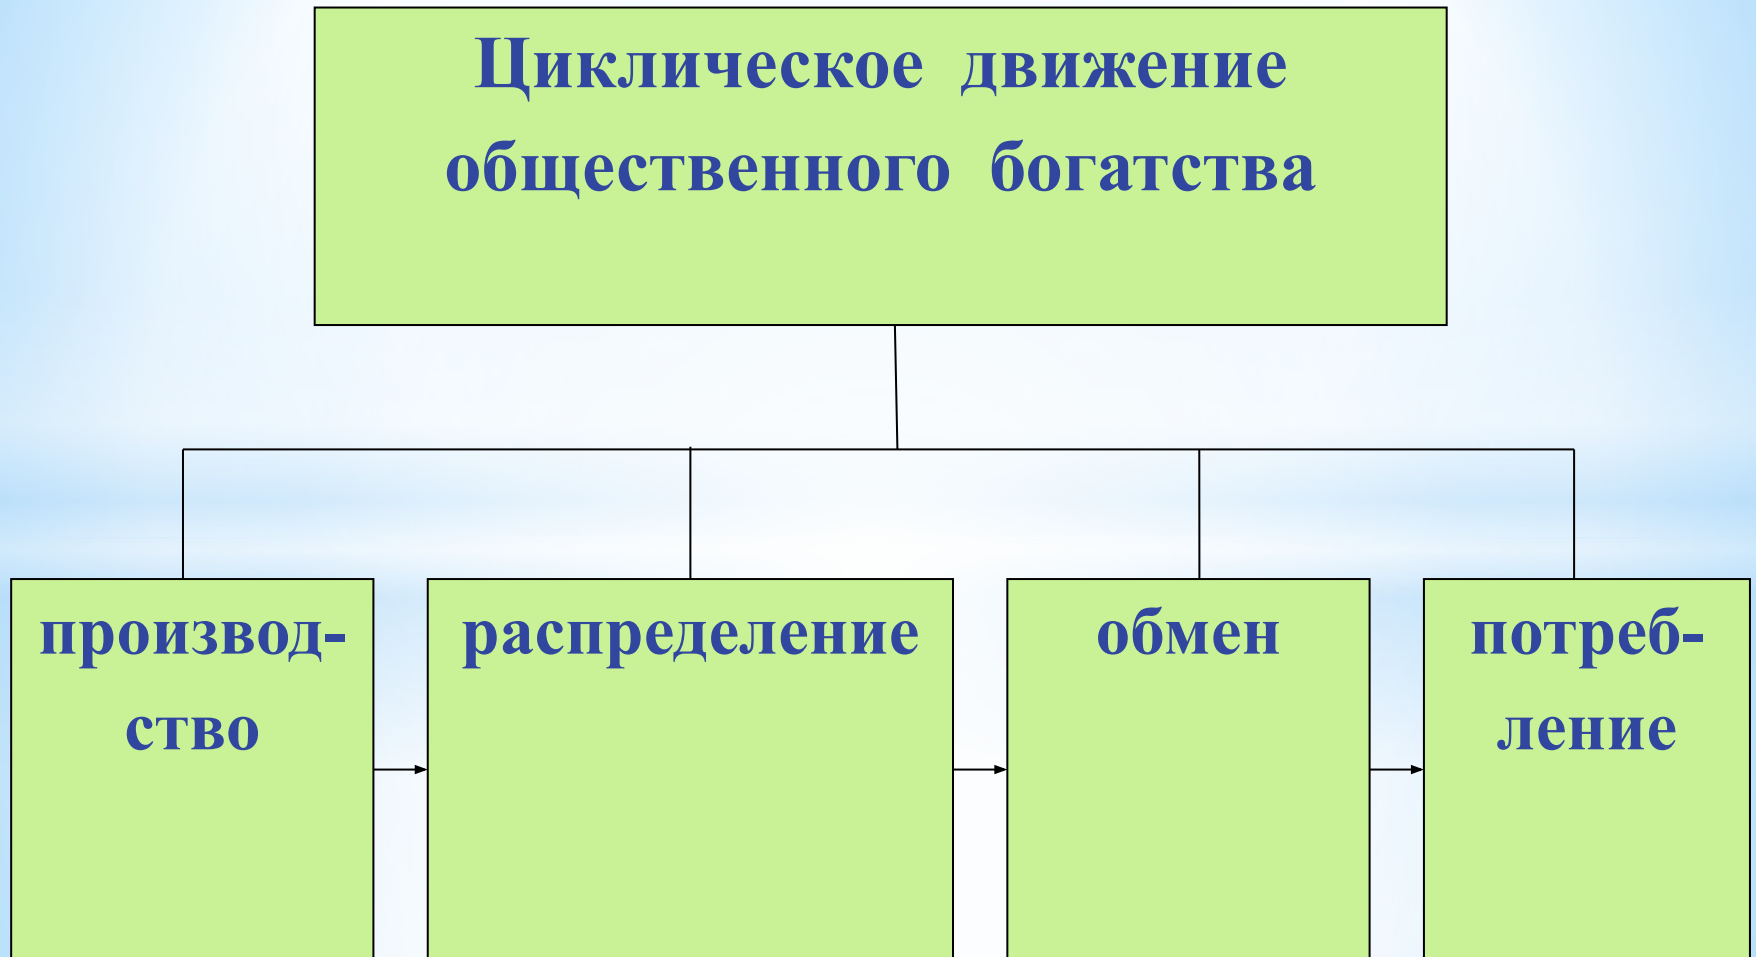 Циклическое движение
общественного богатства
производ-
ство
распределение
обмен
потреб-
ление